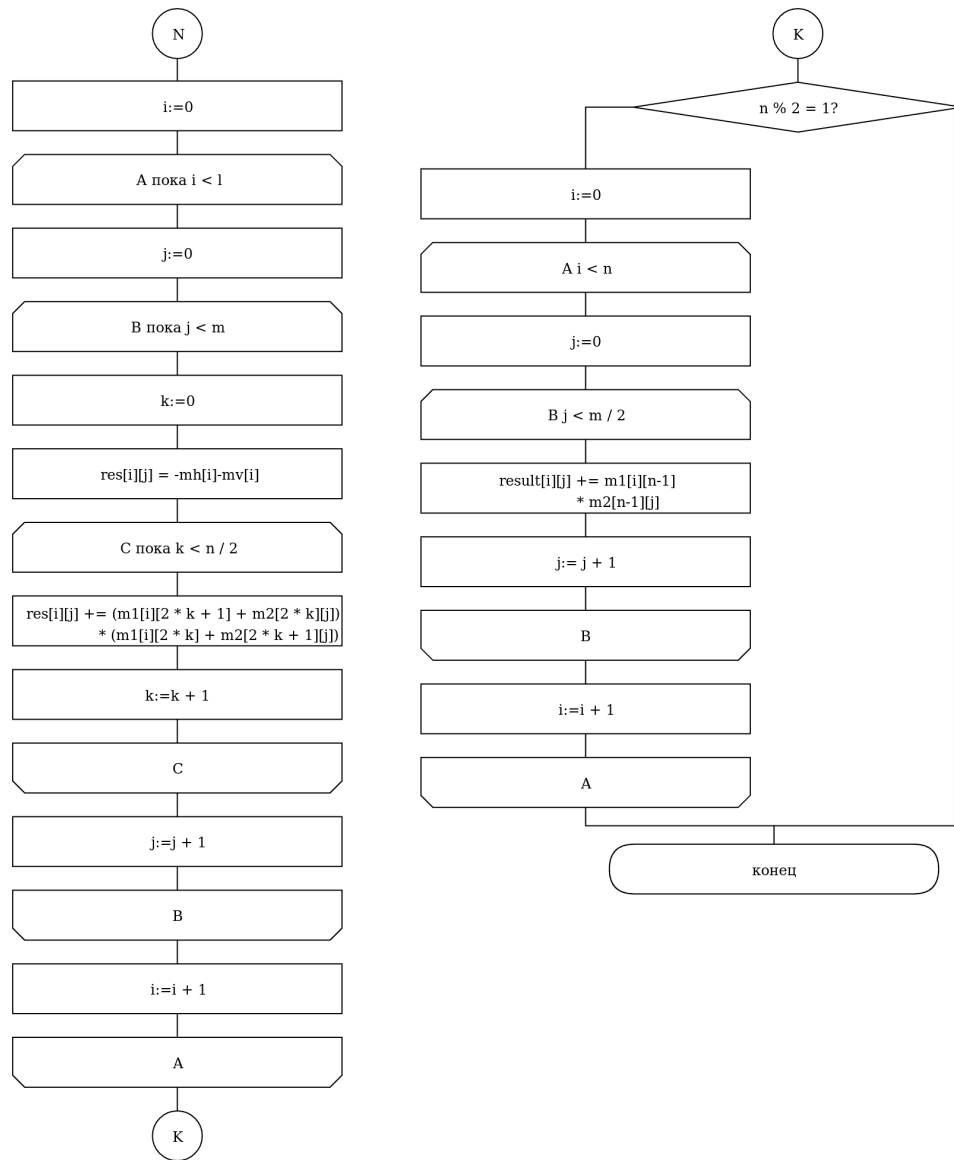 N
i:=0
A пока i < l
j:=0
B пока j < m
k:=0
res[i][j] = -mh[i]-mv[i]
C пока k < n / 2
res[i][j] += (m1[i][2 * k + 1] + m2[2 * k][j])
* (m1[i][2 * k] + m2[2 * k + 1][j])
k:=k + 1
C
j:=j + 1
B
i:=i + 1
A
K
K
n % 2 = 1?
i:=0
A i < n
j:=0
B j < m / 2
result[i][j] += m1[i][n-1]
* m2[n-1][j]
j:= j + 1
B
i:=i + 1
A
конец